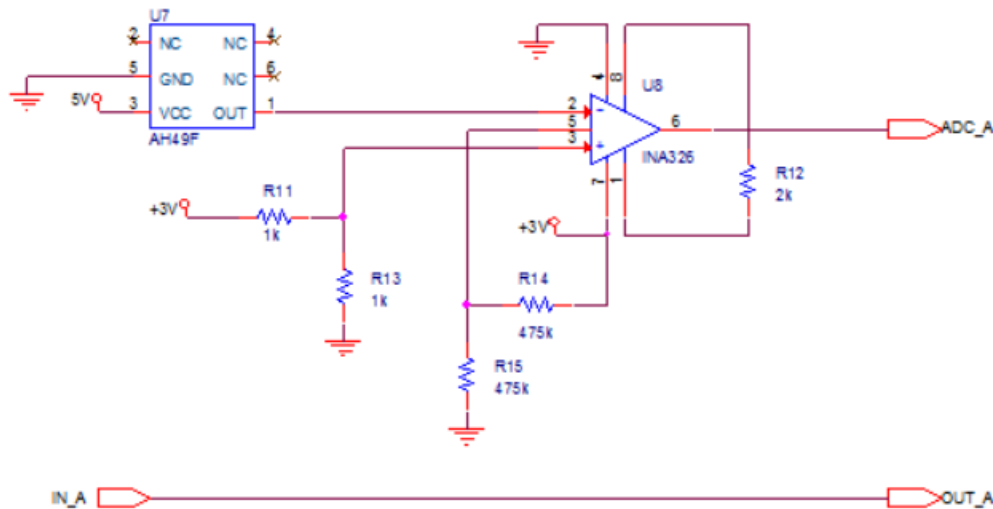 U7
2 NC NC 4
5 GND NC 6
5V 3 VCC OUT 1
AH49F
4 8 U8
2 -
5
3 +
6
INA326
7 1
ADC_A
R12
2k
+3V R11
1k
+3V
R13
1k
R14
475k
R15
475k
IN_A OUT_A